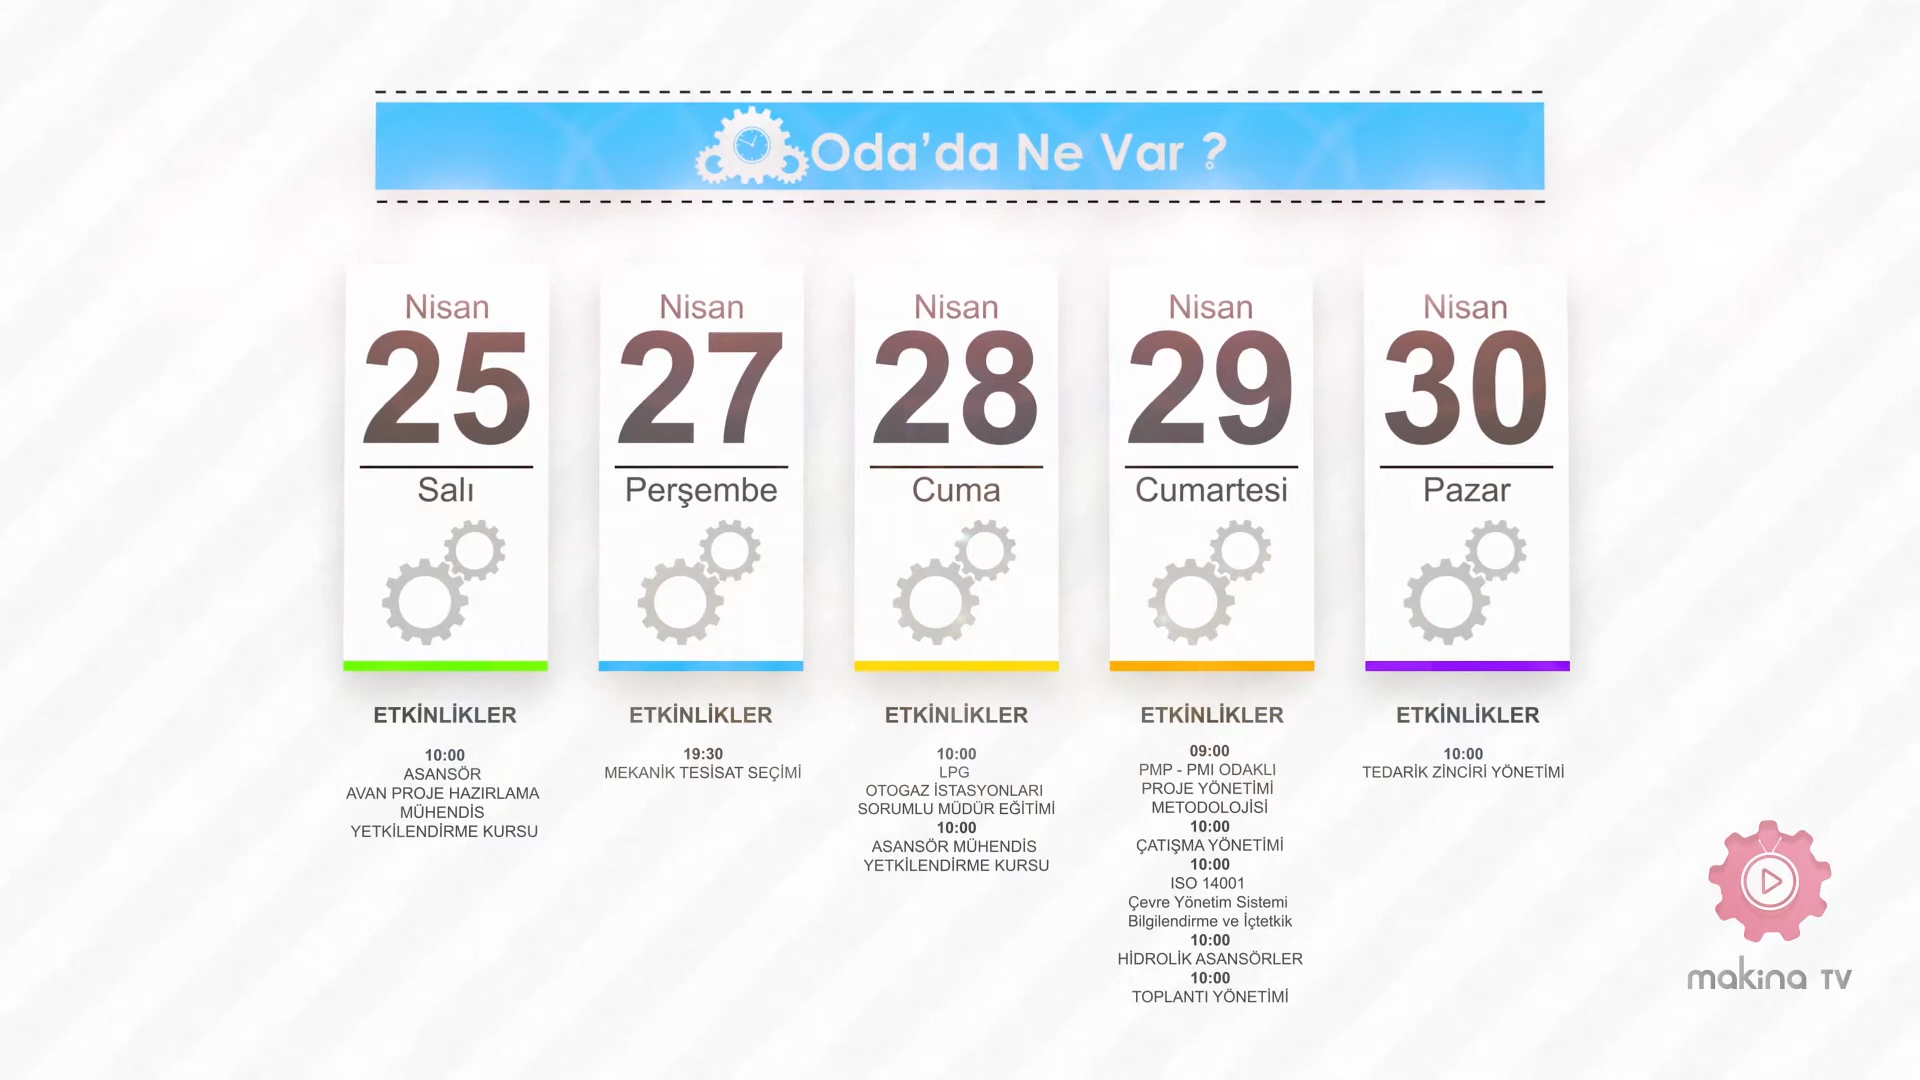 Oda'da Ne Var ?
Nisan
25
Salı
ETKİNLİKLER
10:00
ASANSÖR
AVAN PROJE HAZIRLAMA
MÜHENDİS
YETKİLENDİRME KURSU
Nisan
27
Perşembe
ETKİNLİKLER
19:30
MEKANİK TESİSAT SEÇİMİ
Nisan
28
Cuma
ETKİNLİKLER
10:00
LPG
OTOGAZ İSTASYONLARI
SORUMLU MÜDÜR EĞİTİMİ
10:00
ASANSÖR MÜHENDİS
YETKİLENDİRME KURSU
Nisan
29
Cumartesi
ETKİNLİKLER
09:00
PMP - PMI ODAKLI
PROJE YÖNETİMİ
METODOLOJİSİ
10:00
ÇATIŞMA YÖNETİMİ
10:00
ISO 14001
Çevre Yönetim Sistemi
Bilgilendirme ve İçtetkik
10:00
HİDROLİK ASANSÖRLER
10:00
TOPLANTI YÖNETİMİ
Nisan
30
Pazar
ETKİNLİKLER
10:00
TEDARİK ZİNCİRİ YÖNETİMİ
makina TV